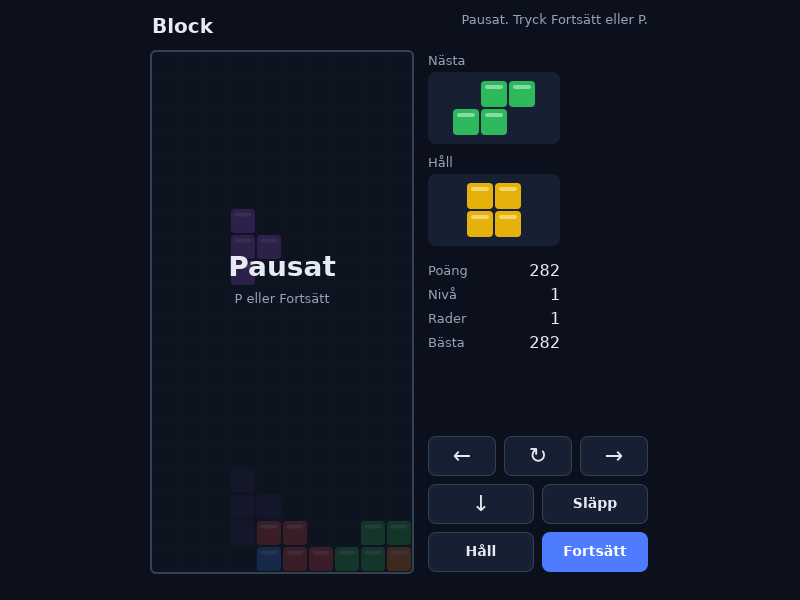 Block
Pausat. Tryck Fortsätt eller P.
Nästa
Håll
Pausat
P eller Fortsätt
Poäng 282
Nivå 1
Rader 1
Bästa 282
← ↻ →
↓ Släpp
Håll Fortsätt